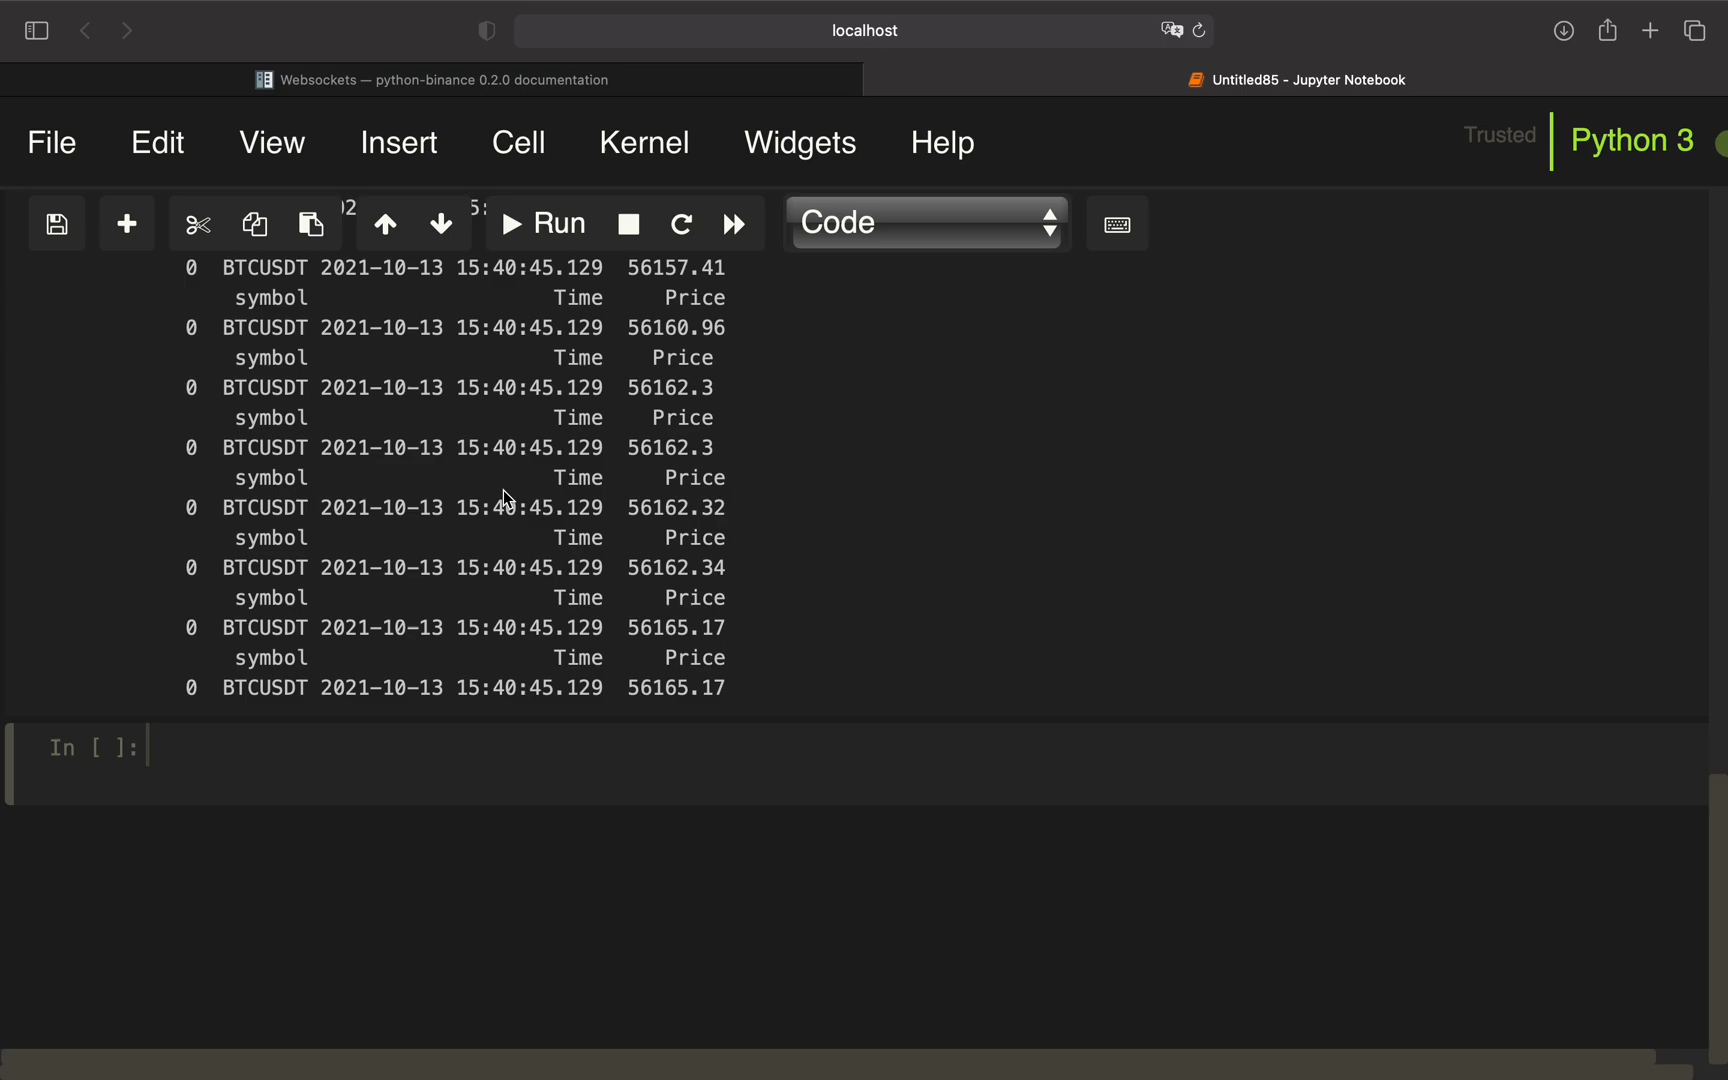 localhost
Websockets — python-binance 0.2.0 documentation
Untitled85 - Jupyter Notebook
File Edit View Insert Cell Kernel Widgets Help
Trusted
Python 3
Run
Code
0 BTCUSDT 2021-10-13 15:40:45.129 56157.41
symbol Time Price
0 BTCUSDT 2021-10-13 15:40:45.129 56160.96
symbol Time Price
0 BTCUSDT 2021-10-13 15:40:45.129 56162.3
symbol Time Price
0 BTCUSDT 2021-10-13 15:40:45.129 56162.3
symbol Time Price
0 BTCUSDT 2021-10-13 15:40:45.129 56162.32
symbol Time Price
0 BTCUSDT 2021-10-13 15:40:45.129 56162.34
symbol Time Price
0 BTCUSDT 2021-10-13 15:40:45.129 56165.17
symbol Time Price
0 BTCUSDT 2021-10-13 15:40:45.129 56165.17
In [ ]: